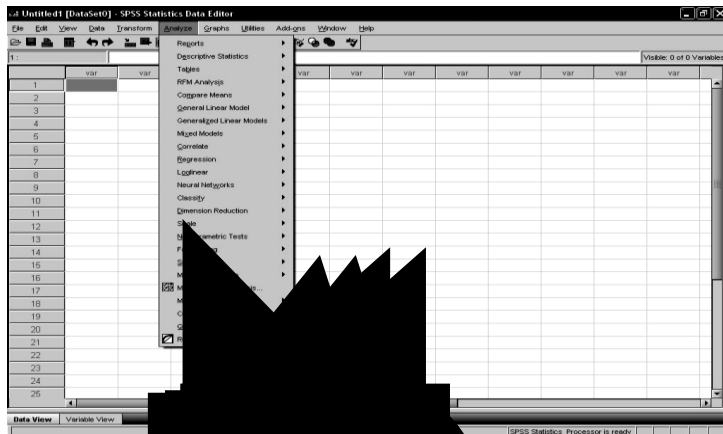 Untitled1 [DataSet0] - SPSS Statistics Data Editor
File Edit View Data Transform Analyze Graphs Utilities Add-ons Window Help
1 : Visible: 0 of 0 Variables
var var var var var var var var var
Reports
Descriptive Statistics
Tables
RFM Analysis
Compare Means
General Linear Model
Generalized Linear Models
Mixed Models
Correlate
Regression
Loglinear
Neural Networks
Classify
Dimension Reduction
1
2
3
4
5
6
7
8
9
10
11
12
13
14
15
16
17
18
19
20
21
22
23
24
25
Data View Variable View
SPSS Statistics Processor is ready